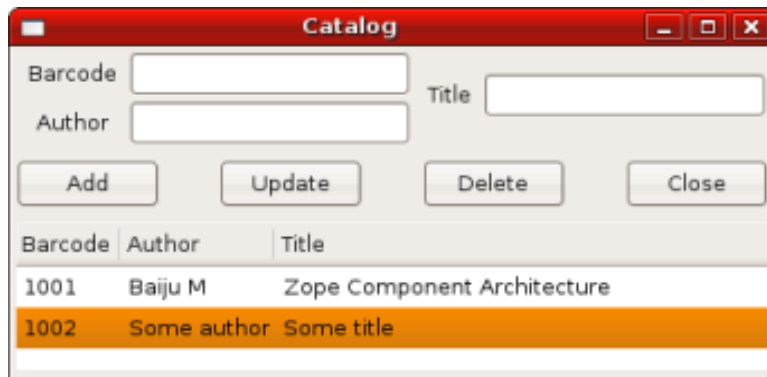 Catalog
Barcode
Title
Author
Add Update Delete Close
Barcode Author Title
1001 Baiju M Zope Component Architecture
1002 Some author Some title